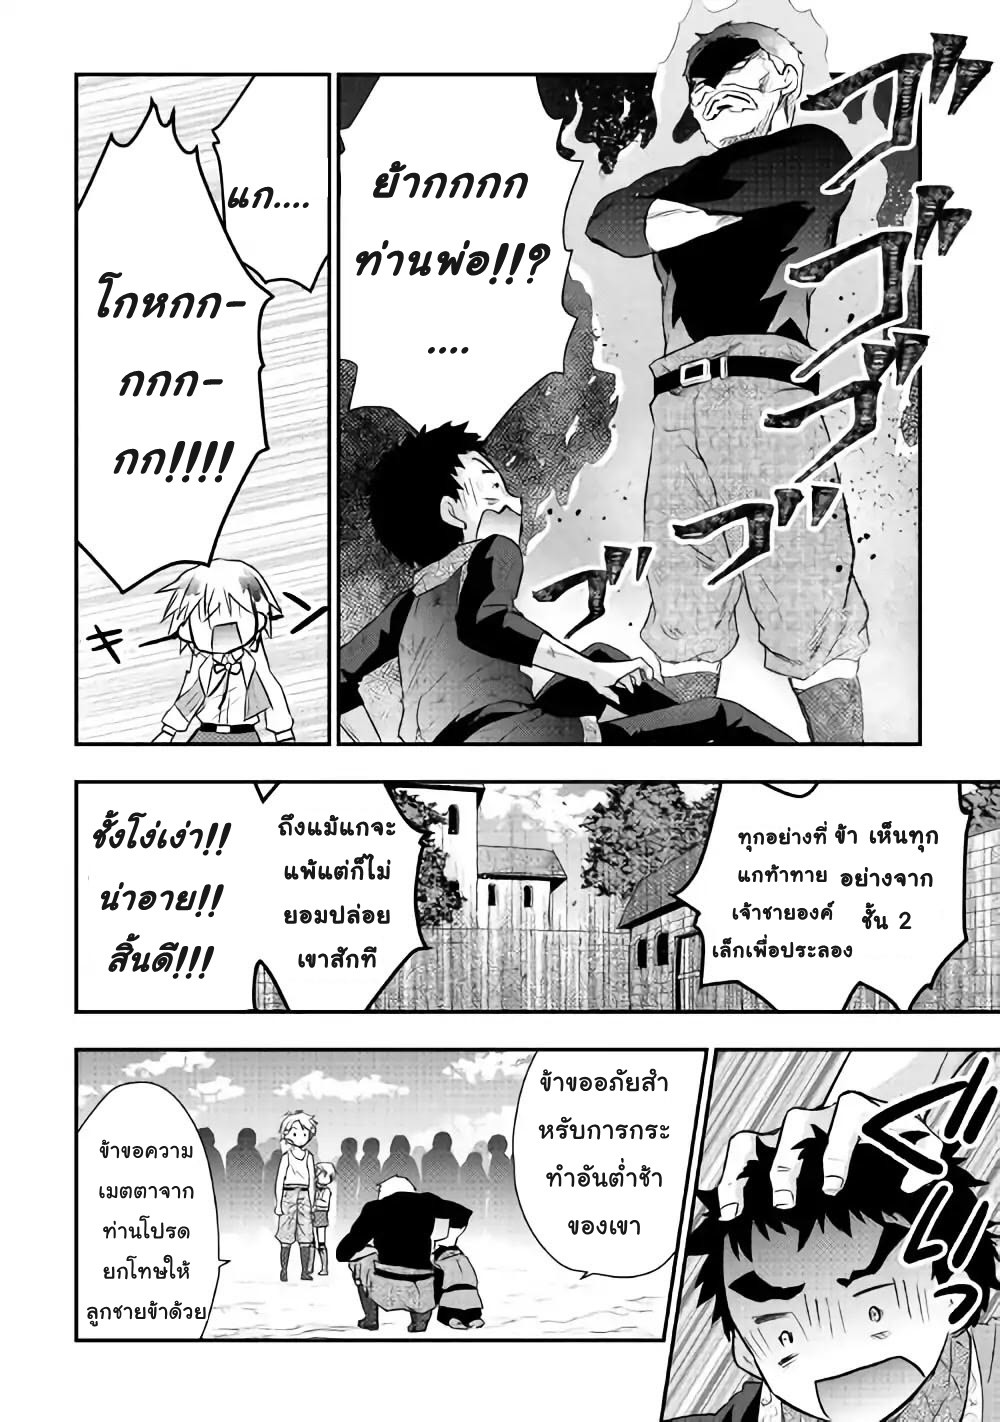 ย้ากกกก
ท่านพ่อ!!?
....
แก....
โกหกก-
กกก-
กก!!!!
ゴゴゴゴゴゴ
キーン
ข้า เห็นทุก
อย่างจาก
ชั้น 2
ทุกอย่างที่
แกท้าทาย
เจ้าชายองค์
เล็กเพื่อประลอง
ถึงแม้แกจะ
แพ้แต่ก็ไม่
ยอมปล่อย
เขาสักที
ช้ั้งโง่เง่า!!
น่าอาย!!
สิ้นดี!!!
ข้าขออภัยสำ
หรับการกระ
ทำอันต่ำช้า
ของเขา
ข้าขอความ
เมตตาจาก
ท่านโปรด
ยกโทษให้
ลูกชายข้าด้วย